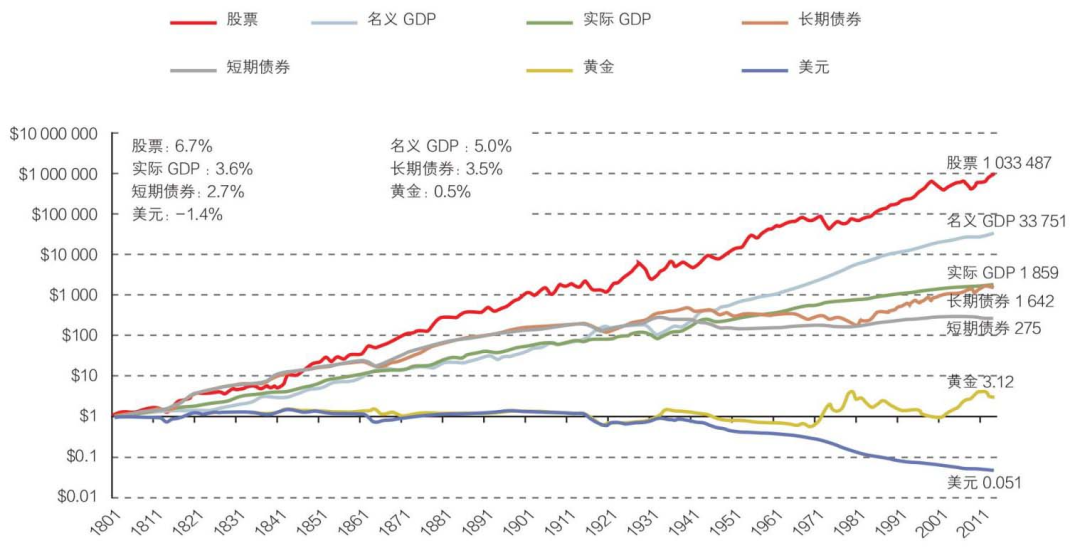 股票 名义 GDP 实际 GDP 长期债券
短期债券 黄金 美元
$10 000 000
$1 000 000
$100 000
$10 000
$1 000
$100
$10
$1
$0.1
$0.01
股票: 6.7% 名义 GDP : 5.0%
实际 GDP : 3.6% 长期债券: 3.5%
短期债券: 2.7% 黄金: 0.5%
美元: -1.4%
股票 1 033 487
名义 GDP 33 751
实际 GDP 1 859
长期债券 1 642
短期债券 275
黄金 3.12
美元 0.051
1801 1811 1821 1831 1841 1851 1861 1871 1881 1891 1901 1911 1921 1931 1941 1951 1961 1971 1981 1991 2001 2011